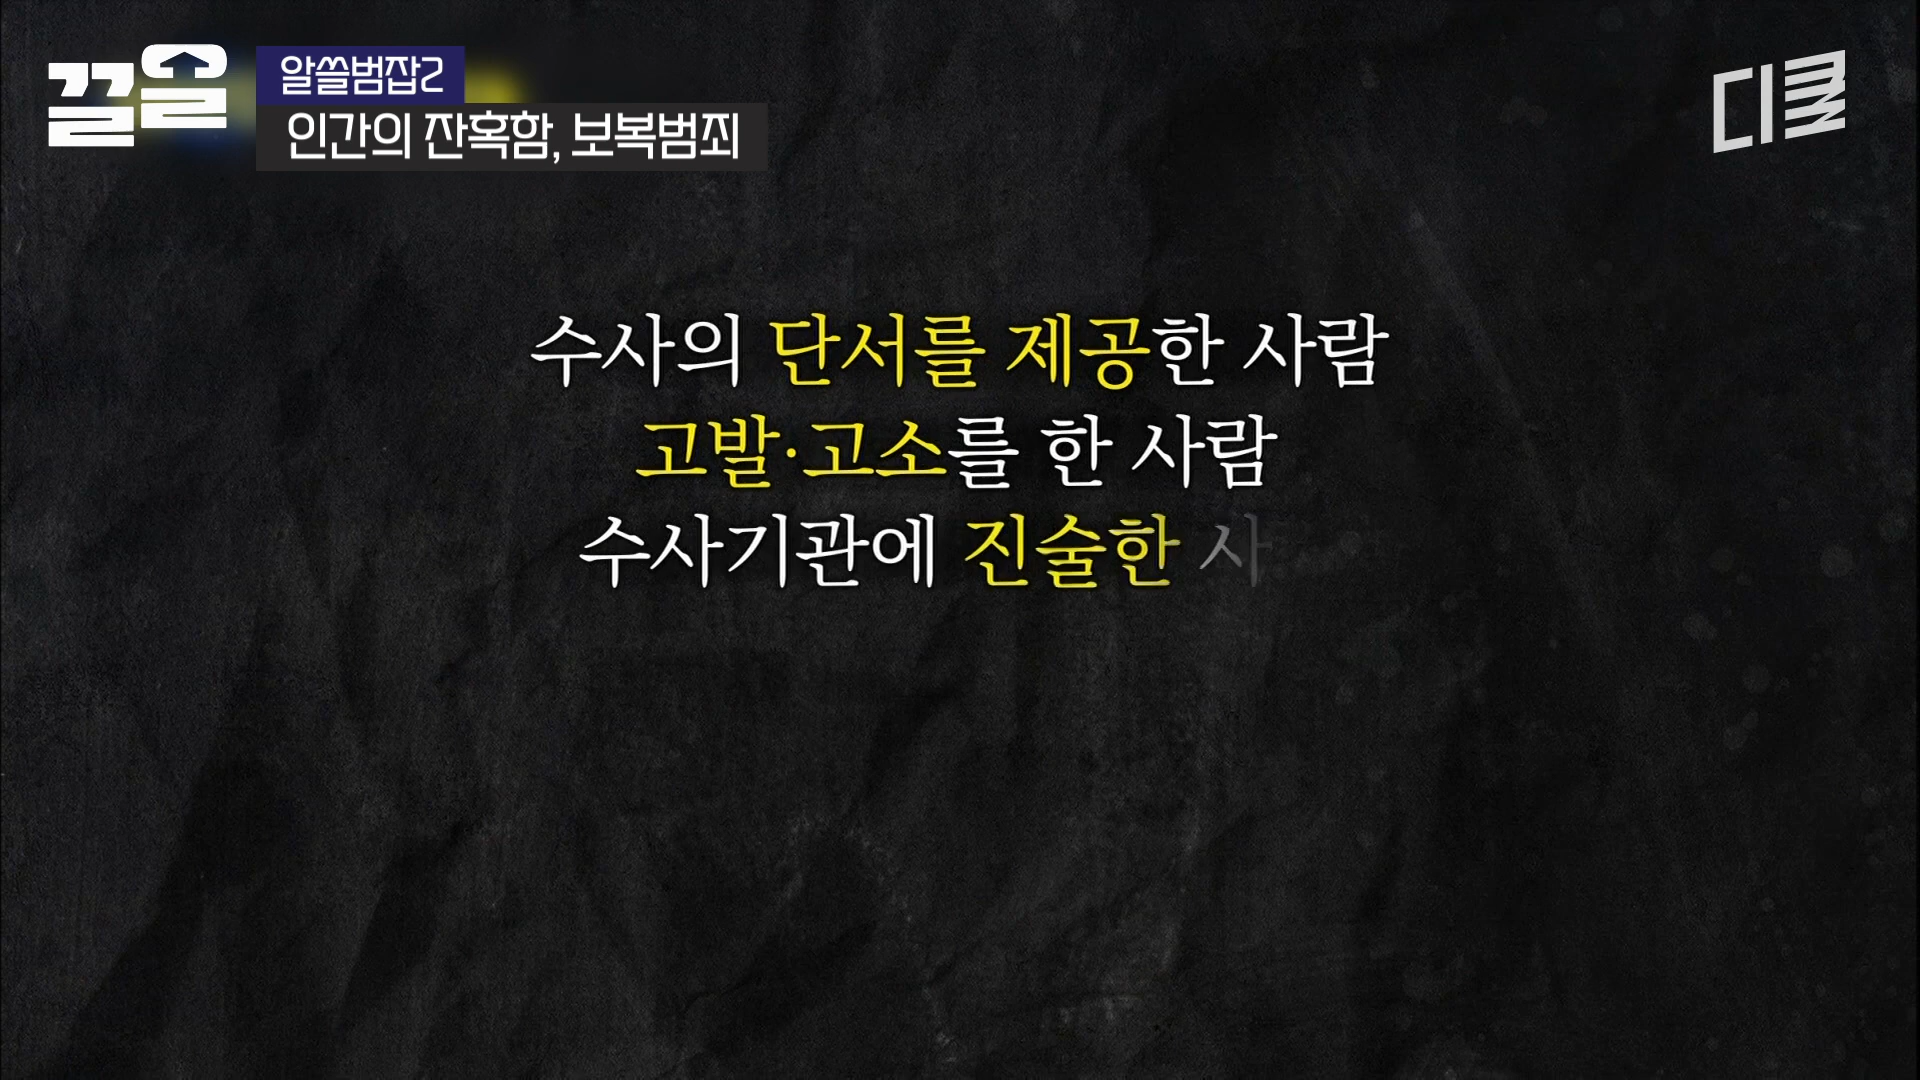 끌올
알쓸범잡2
인간의 잔혹함, 보복범죄
디클
수사의 단서를 제공한 사람
고발·고소를 한 사람
수사기관에 진술한 사